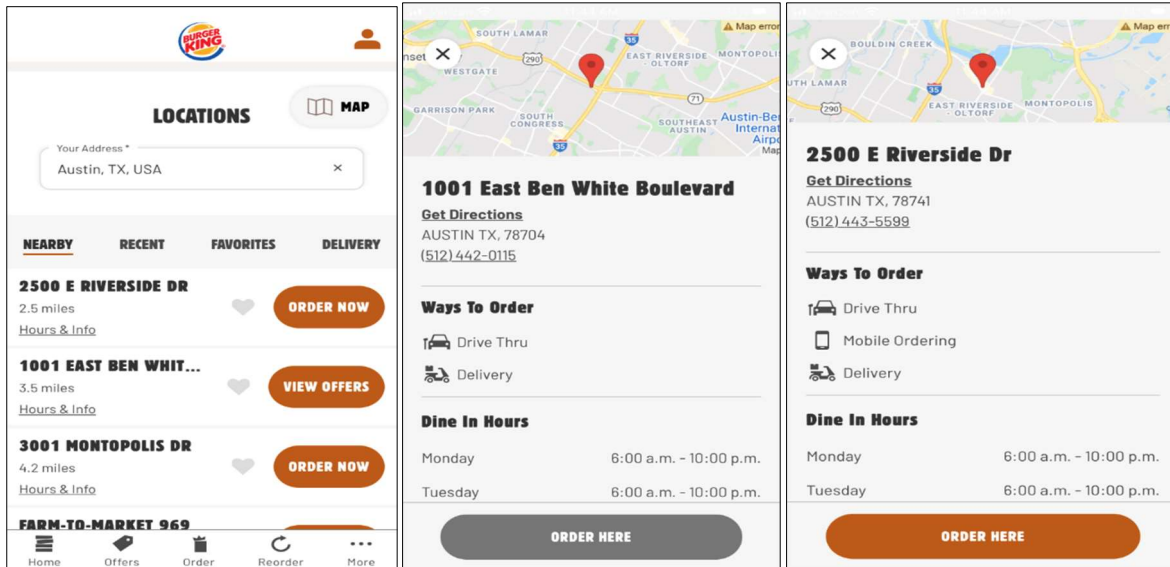 BURGER
KING
LOCATIONS
MAP
Your Address *
Austin, TX, USA
NEARBY RECENT FAVORITES DELIVERY
2500 E RIVERSIDE DR
2.5 miles
Hours & Info
ORDER NOW
1001 EAST BEN WHIT...
3.5 miles
Hours & Info
VIEW OFFERS
3001 MONTOPOLIS DR
4.2 miles
Hours & Info
ORDER NOW
FARM-TO-MARKET 969
Home Offers Order Reorder More
SOUTH LAMAR
Map error
35
290
EAST RIVERSIDE
- OLTORF
MONTOPOLI
nset
WESTGATE
71
GARRISON PARK
SOUTH
CONGRESS
SOUTHEAST
AUSTIN
Austin-Be
Internat
Airpo
35
Map
1001 East Ben White Boulevard
Get Directions
AUSTIN TX, 78704
(512) 442-0115
Ways To Order
Drive Thru
Delivery
Dine In Hours
Monday 6:00 a.m. - 10:00 p.m.
Tuesday 6:00 a.m. - 10:00 p.m.
ORDER HERE
Map err
BOULDIN CREEK
UTH LAMAR
35
290
EAST RIVERSIDE
- OLTORF
MONTOPOLIS
2500 E Riverside Dr
Get Directions
AUSTIN TX, 78741
(512) 443-5599
Ways To Order
Drive Thru
Mobile Ordering
Delivery
Dine In Hours
Monday 6:00 a.m. - 10:00 p.m.
Tuesday 6:00 a.m. - 10:00 p.m.
ORDER HERE